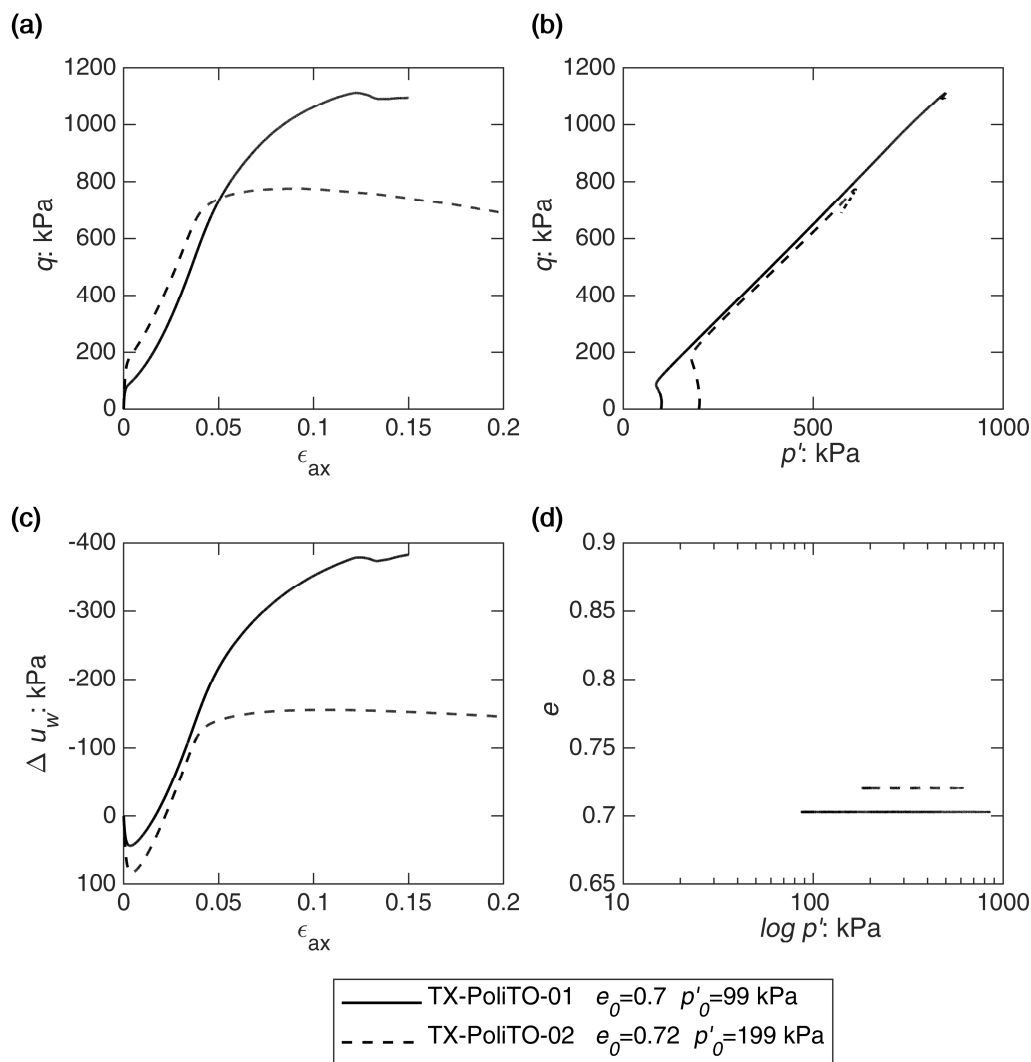 (a)
1200
1000
800
600
400
200
0
q: kPa
0 0.05 0.1 0.15 0.2
ϵax
(b)
1200
1000
800
600
400
200
0
q: kPa
0 500 1000
p': kPa
(c)
-400
-300
-200
-100
0
100
Δ uw: kPa
0 0.05 0.1 0.15 0.2
ϵax
(d)
0.9
0.85
0.8
0.75
0.7
0.65
e
10 100 1000
log p': kPa
TX-PoliTO-01 e0=0.7 p'0=99 kPa
TX-PoliTO-02 e0=0.72 p'0=199 kPa